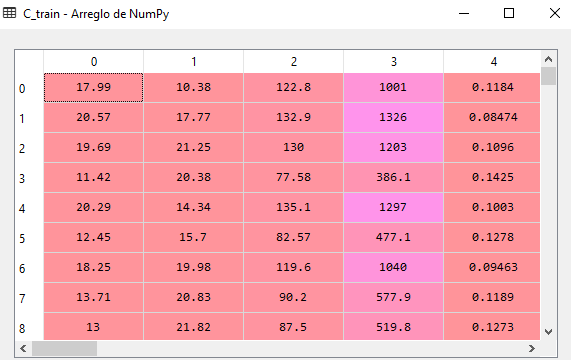 C_train - Arreglo de NumPy
0 1 2 3 4
0 17.99 10.38 122.8 1001 0.1184
1 20.57 17.77 132.9 1326 0.08474
2 19.69 21.25 130 1203 0.1096
3 11.42 20.38 77.58 386.1 0.1425
4 20.29 14.34 135.1 1297 0.1003
5 12.45 15.7 82.57 477.1 0.1278
6 18.25 19.98 119.6 1040 0.09463
7 13.71 20.83 90.2 577.9 0.1189
8 13 21.82 87.5 519.8 0.1273